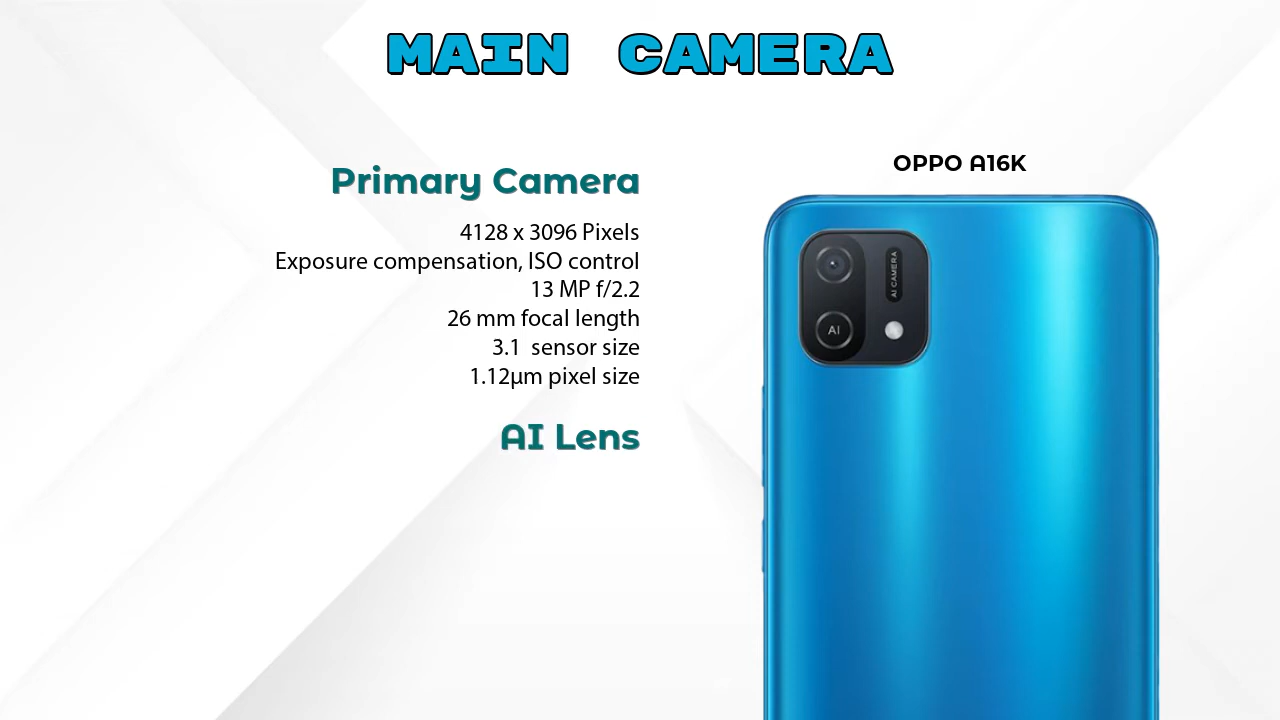 MAIN CAMERA
Primary Camera
4128 x 3096 Pixels
Exposure compensation, ISO control
13 MP f/2.2
26 mm focal length
3.1  sensor size
1.12µm pixel size
AI Lens
OPPO A16K
AI CAMERA
AI